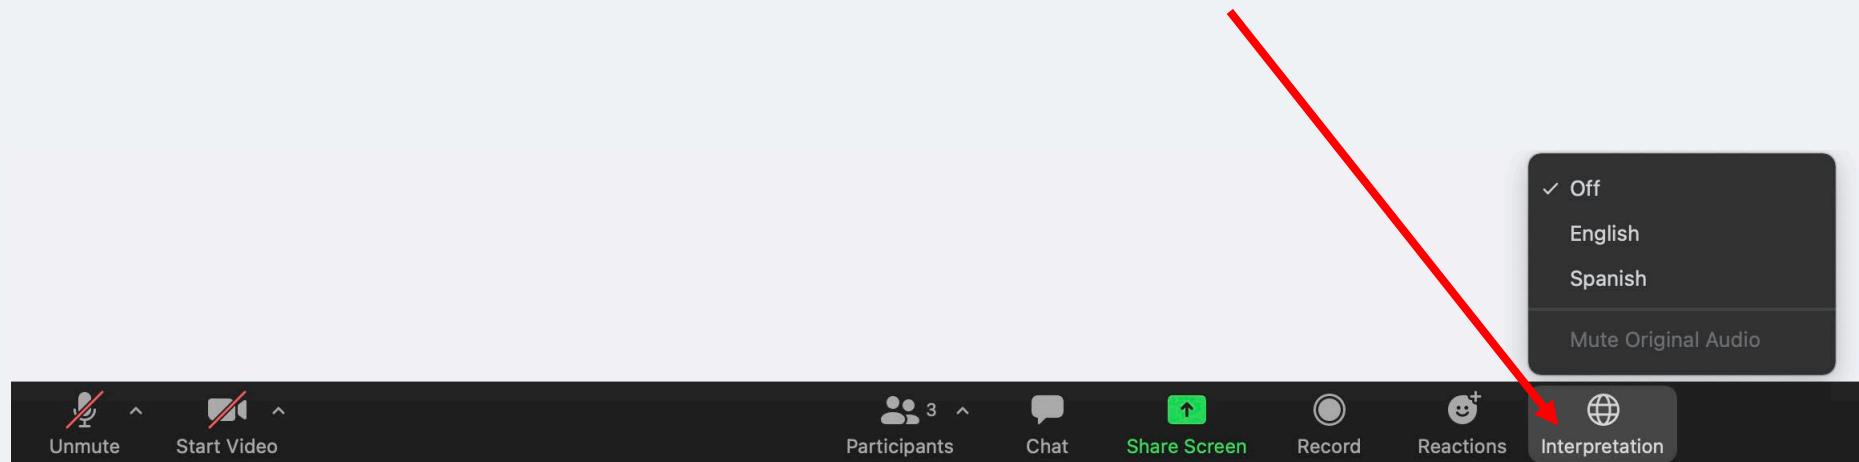 Off
English
Spanish
Mute Original Audio
3
Unmute Start Video Participants Chat Share Screen Record Reactions Interpretation